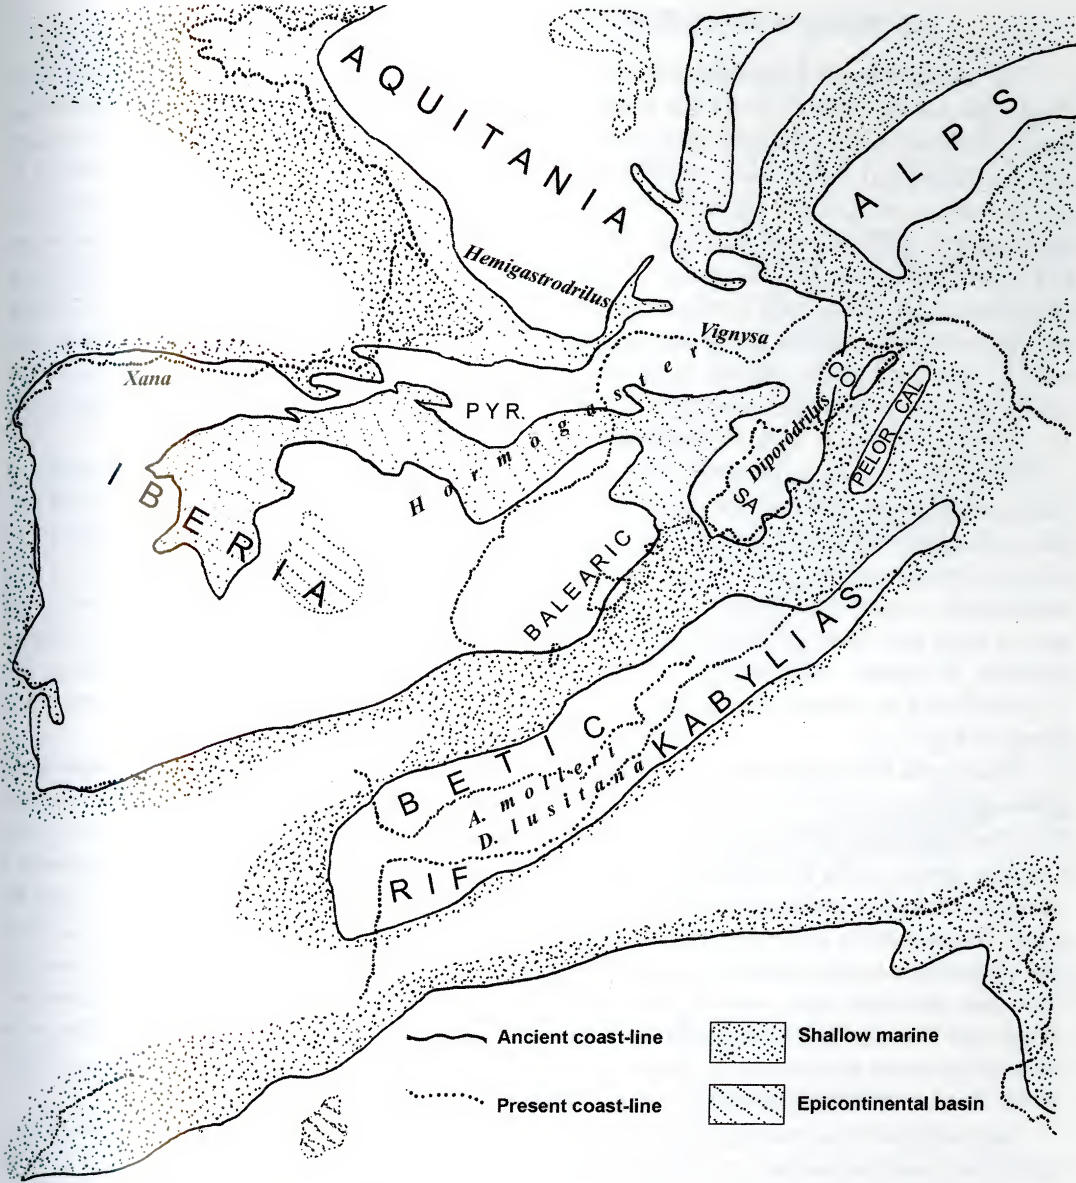 AQUITANIA
ALPS
Hemigastrodrilus
Vignysa
Xana
CO
PYR.
Hormogaster
Diporodrilus
PELOR CAL
SA
IBERIA
BALEARIC
BETIC
KABYLIAS
A. molleri
D. lusitana
RIF
Ancient coast-line
Shallow marine
Present coast-line
Epicontinental basin